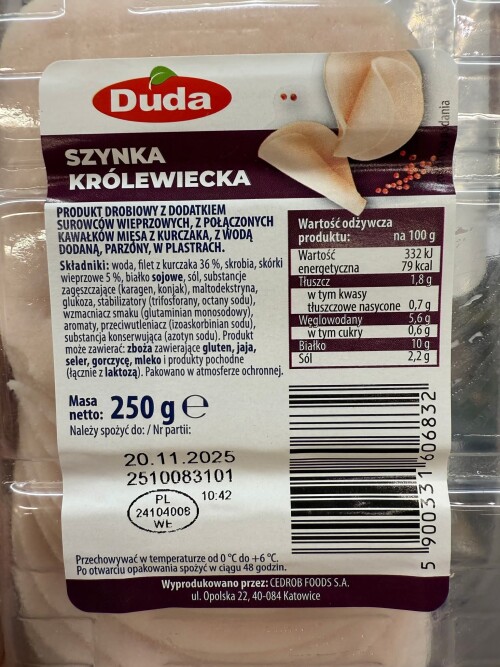 Duda
SZYNKA
KRÓLEWIECKA
PRODUKT DROBIOWY Z DODATKIEM
SUROWCÓW WIEPRZOWYCH, Z POŁĄCZONYCH
KAWAŁKÓW MIĘSA Z KURCZAKA, Z WODĄ
DODANĄ, PARZONY, W PLASTRACH.
Składniki: woda, filet z kurczaka 36 %, skrobia, skórki
wieprzowe 5 %, białko sojowe, sól, substancje
zagęszczające (karagen, konjak), maltodekstryna,
glukoza, stabilizatory (trifosforany, octany sodu),
wzmacniacz smaku (glutaminian monosodowy),
aromaty, przeciwutleniacz (izoaskorbinian sodu),
substancja konserwująca (azotyn sodu). Produkt
może zawierać: zboża zawierające gluten, jaja,
seler, gorczycę, mleko i produkty pochodne
(łącznie z laktozą). Pakowano w atmosferze ochronnej.
Wartość odżywcza
produktu: na 100 g
Wartość 332 kJ
energetyczna 79 kcal
Tłuszcz 1,8 g
w tym kwasy
tłuszczowe nasycone 0,7 g
Węglowodany 5,6 g
w tym cukry 0,6 g
Białko 10 g
Sól 2,2 g
Masa
netto: 250 g ℮
Należy spożyć do: / Nr partii:
20.11.2025
2510083101
10:42
PL
24104008
WE
5 900331 606832
Przechowywać w temperaturze od 0 °C do +6 °C.
Po otwarciu opakowania spożyć w ciągu 48 godzin.
Wyprodukowano przez: CEDROB FOODS S.A.
ul. Opolska 22, 40-084 Katowice